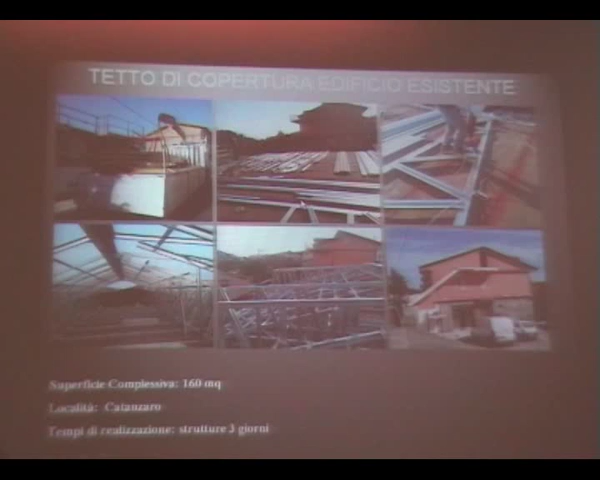 TETTO DI COPERTURA EDIFICIO ESISTENTE
Superficie Complessiva: 160 mq
Località: Catanzaro
Tempi di realizzazione: strutture 3 giorni